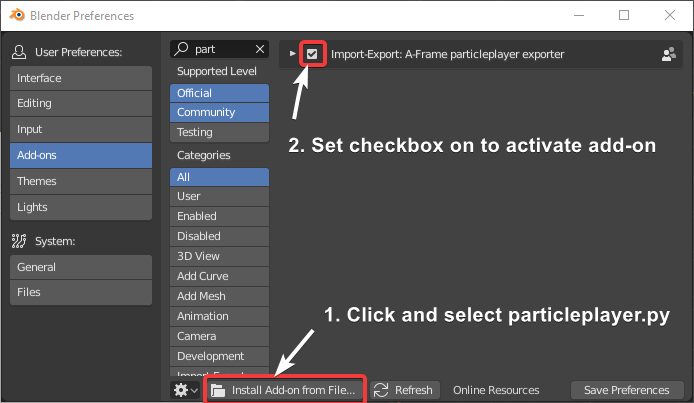 Blender Preferences
User Preferences:
Interface
Editing
Input
Add-ons
Themes
Lights
System:
General
Files
part
Supported Level
Official
Community
Testing
Categories
All
User
Enabled
Disabled
3D View
Add Curve
Add Mesh
Animation
Camera
Development
Import-Export
Import-Export: A-Frame particleplayer exporter
2. Set checkbox on to activate add-on
1. Click and select particleplayer.py
Install Add-on from File...
Refresh
Online Resources
Save Preferences